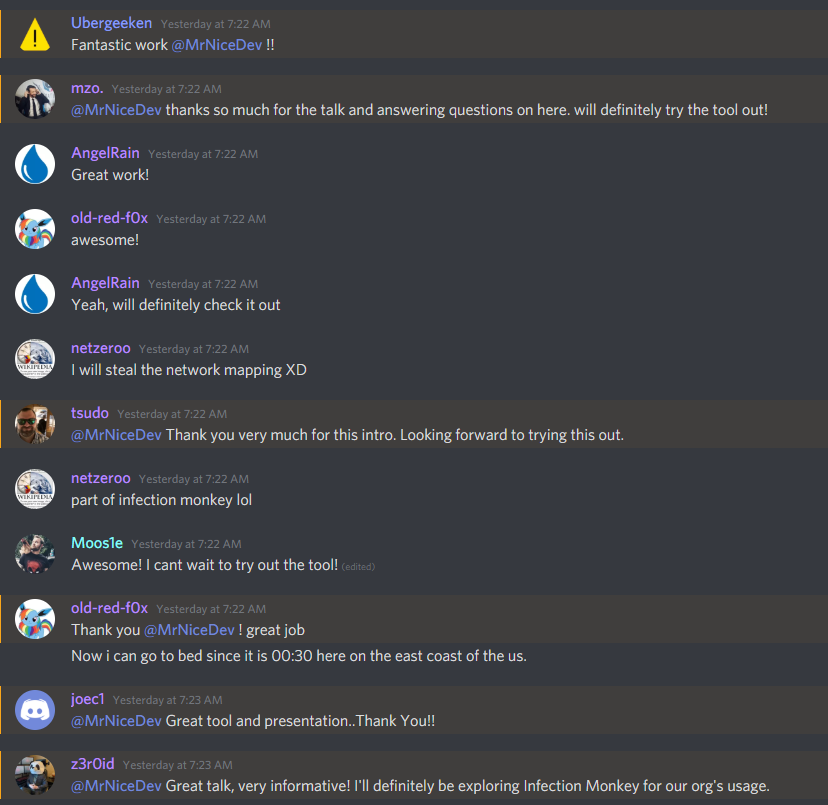 Ubergeeken Yesterday at 7:22 AM
Fantastic work @MrNiceDev !!
mzo. Yesterday at 7:22 AM
@MrNiceDev thanks so much for the talk and answering questions on here. will definitely try the tool out!
AngelRain Yesterday at 7:22 AM
Great work!
old-red-f0x Yesterday at 7:22 AM
awesome!
AngelRain Yesterday at 7:22 AM
Yeah, will definitely check it out
netzeroo Yesterday at 7:22 AM
WIKIPEDIA
I will steal the network mapping XD
tsudo Yesterday at 7:22 AM
@MrNiceDev Thank you very much for this intro. Looking forward to trying this out.
netzeroo Yesterday at 7:22 AM
WIKIPEDIA
part of infection monkey lol
Moos1e Yesterday at 7:22 AM
Awesome! I cant wait to try out the tool! (edited)
old-red-f0x Yesterday at 7:22 AM
Thank you @MrNiceDev ! great job
Now i can go to bed since it is 00:30 here on the east coast of the us.
joec1 Yesterday at 7:23 AM
@MrNiceDev Great tool and presentation..Thank You!!
z3r0id Yesterday at 7:23 AM
@MrNiceDev Great talk, very informative! I'll definitely be exploring Infection Monkey for our org's usage.